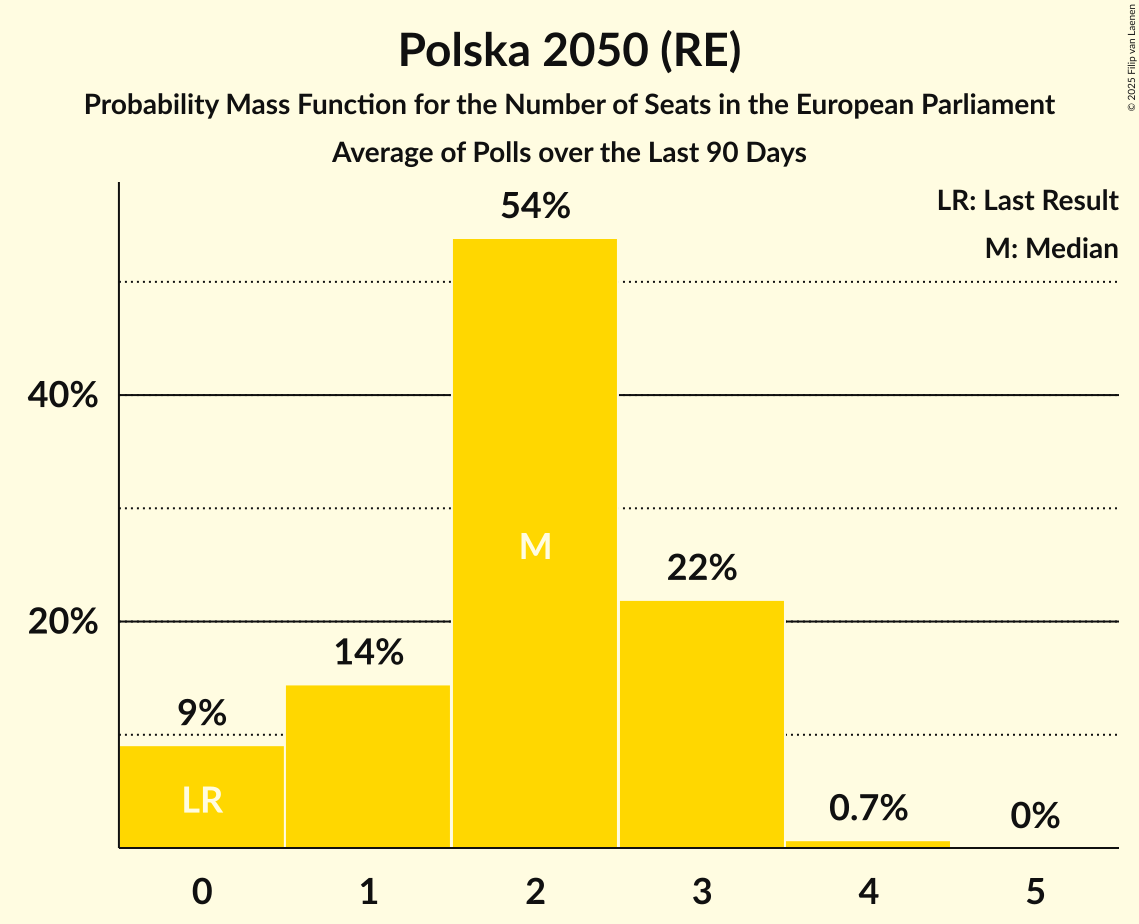 Polska 2050 (RE)
Probability Mass Function for the Number of Seats in the European Parliament
Average of Polls over the Last 90 Days
© 2025 Filip van Laenen
LR: Last Result
M: Median
54%
40%
M
22%
20%
14%
9%
LR
0.7%
0%
0 1 2 3 4 5